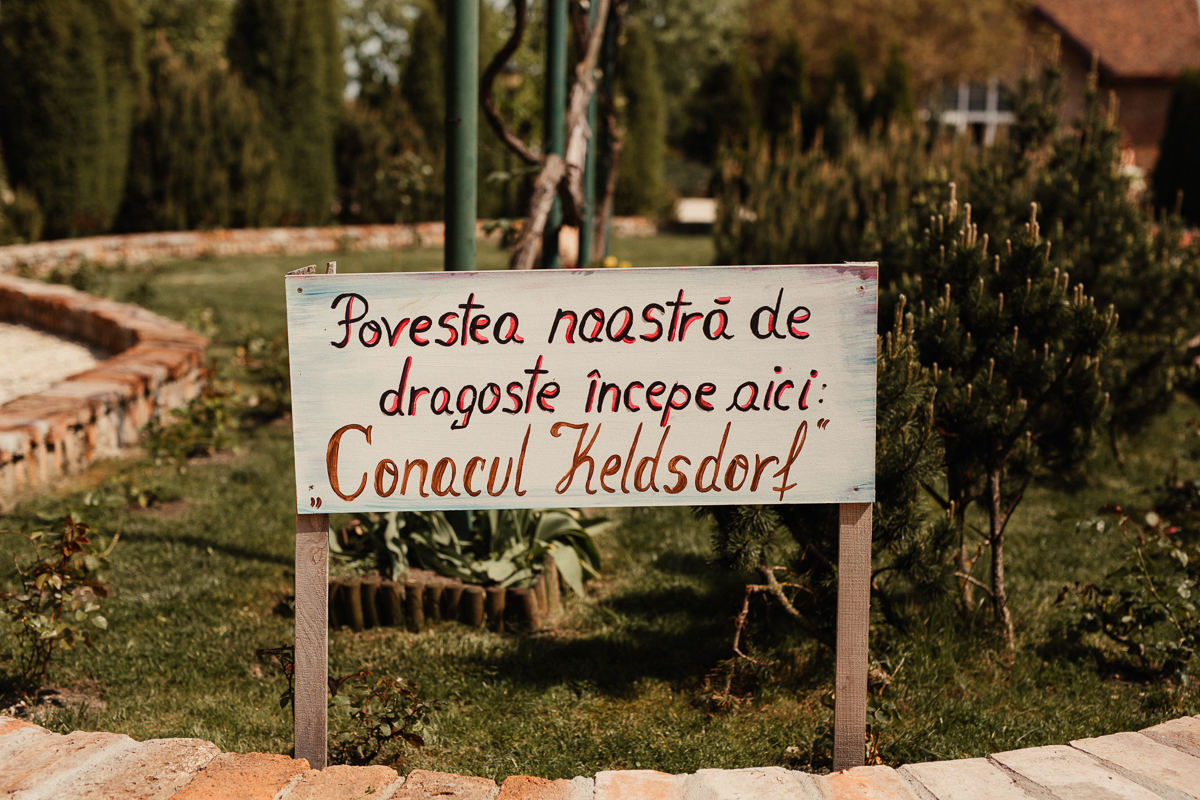 Povestea noastră de
dragoste începe aici:
„Conacul Keldsdorf”